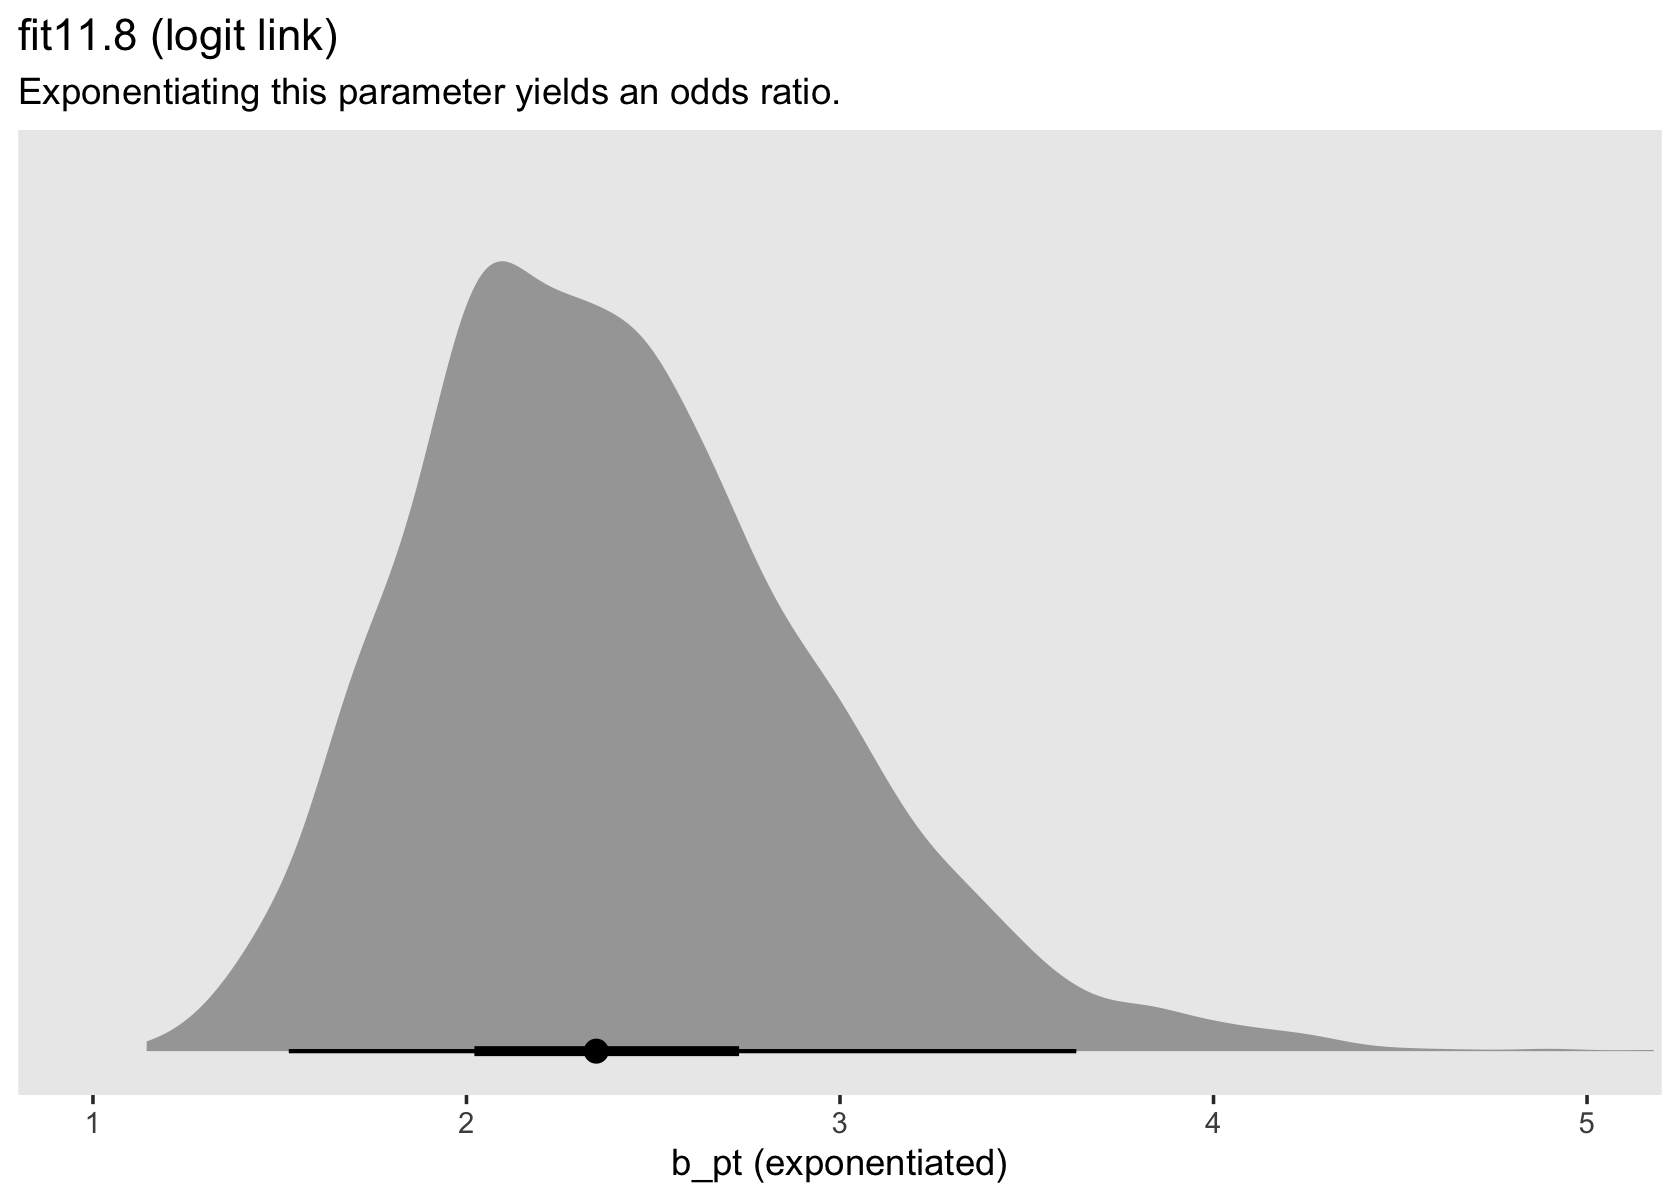 fit11.8 (logit link)
Exponentiating this parameter yields an odds ratio.
1 2 3 4 5
b_pt (exponentiated)